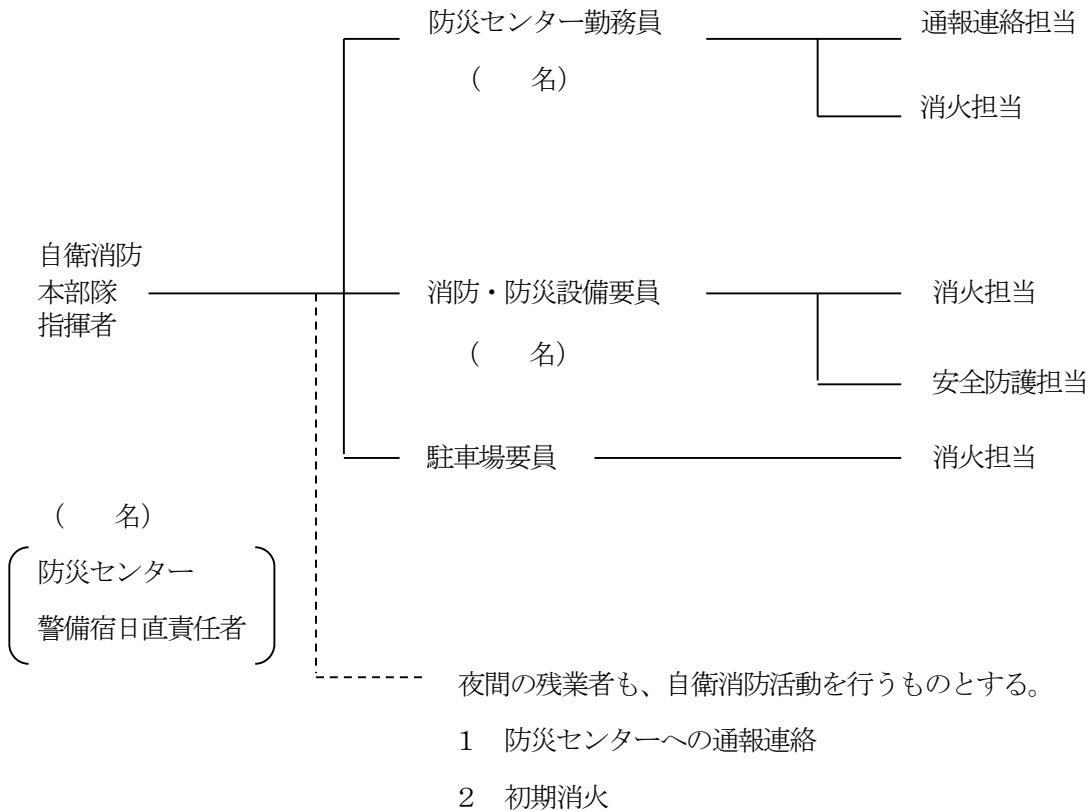 防災センター勤務員
通報連絡担当
（　　名）
消火担当
自衛消防
本部隊
指揮者
消防・防災設備要員
消火担当
（　　名）
安全防護担当
駐車場要員
消火担当
（　　名）
防災センター
警備宿日直責任者
夜間の残業者も、自衛消防活動を行うものとする。
１　防災センターへの通報連絡
２　初期消火